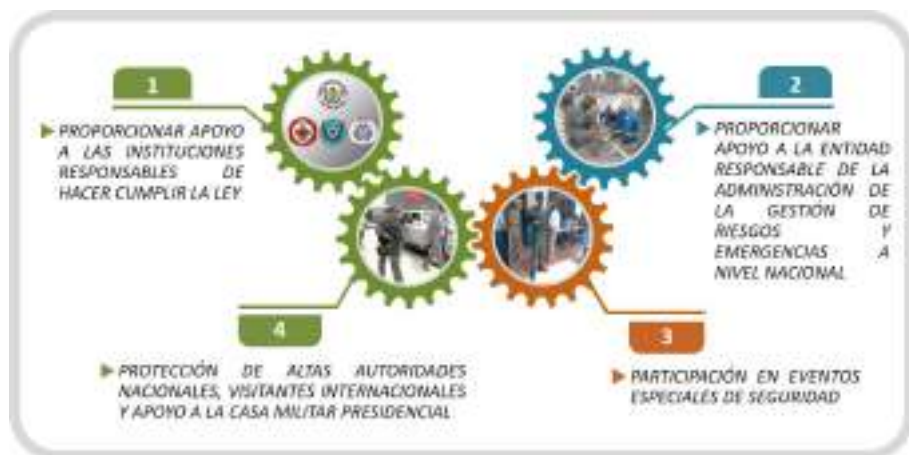 1
PROPORCIONAR APOYO
A LAS INSTITUCIONES
RESPONSABLES DE
HACER CUMPLIR LA LEY
2
PROPORCIONAR
APOYO A LA ENTIDAD
RESPONSABLE DE LA
ADMINISTRACIÓN DE
LA GESTIÓN DE
RIESGOS Y
EMERGENCIAS A
NIVEL NACIONAL
4
PROTECCIÓN DE ALTAS AUTORIDADES
NACIONALES, VISITANTES INTERNACIONALES
Y APOYO A LA CASA MILITAR PRESIDENCIAL
3
PARTICIPACIÓN EN EVENTOS
ESPECIALES DE SEGURIDAD